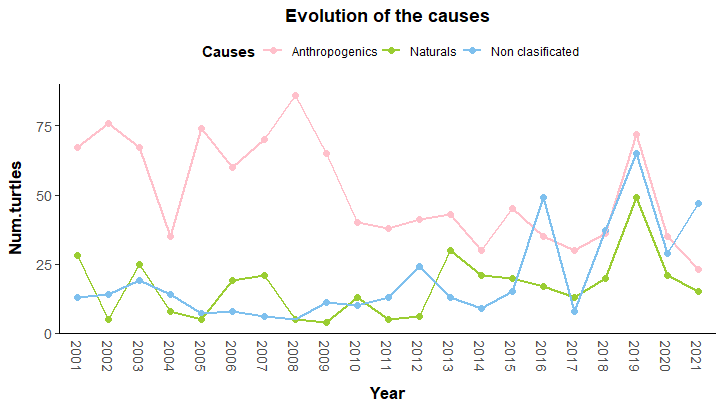 Evolution of the causes
Causes Anthropogenics Naturals Non clasificated
Num.turtles
75
50
25
0
2001 2002 2003 2004 2005 2006 2007 2008 2009 2010 2011 2012 2013 2014 2015 2016 2017 2018 2019 2020 2021
Year